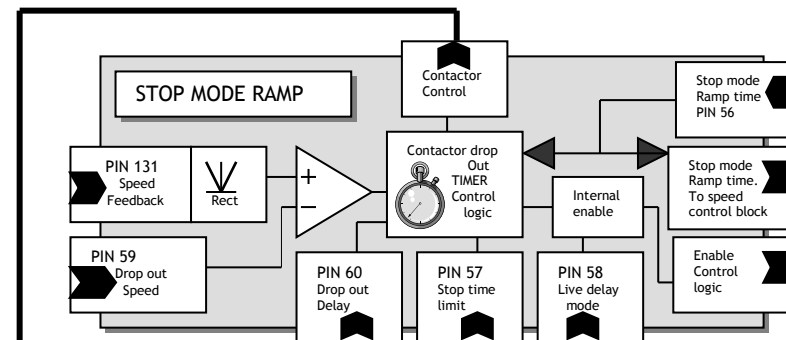 STOP MODE RAMP
Contactor
Control
Stop mode
Ramp time
PIN 56
PIN 131
Speed
Feedback
Rect
+
−
Contactor drop
Out
TIMER
Control
logic
Internal
enable
Stop mode
Ramp time.
To speed
control block
PIN 59
Drop out
Speed
PIN 60
Drop out
Delay
PIN 57
Stop time
limit
PIN 58
Live delay
mode
Enable
Control
logic